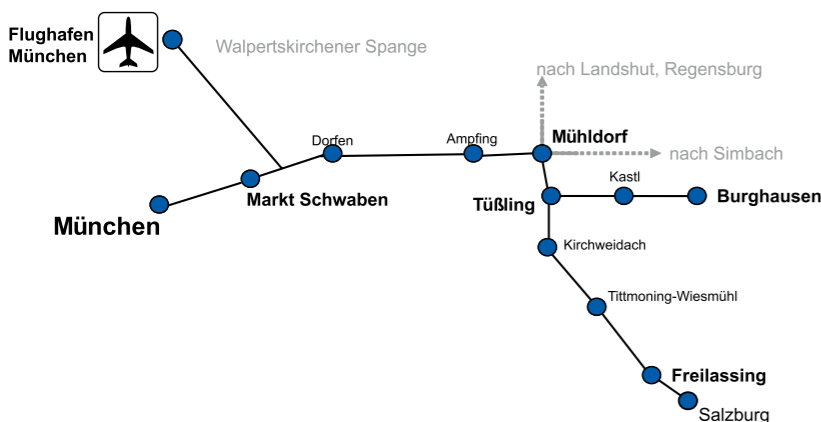 Flughafen
München
Walpertskirchener Spange
nach Landshut, Regensburg
Dorfen
Ampfing
Mühldorf
nach Simbach
Markt Schwaben
München
Tüßling
Kastl
Burghausen
Kirchweidach
Tittmoning-Wiesmühl
Freilassing
Salzburg